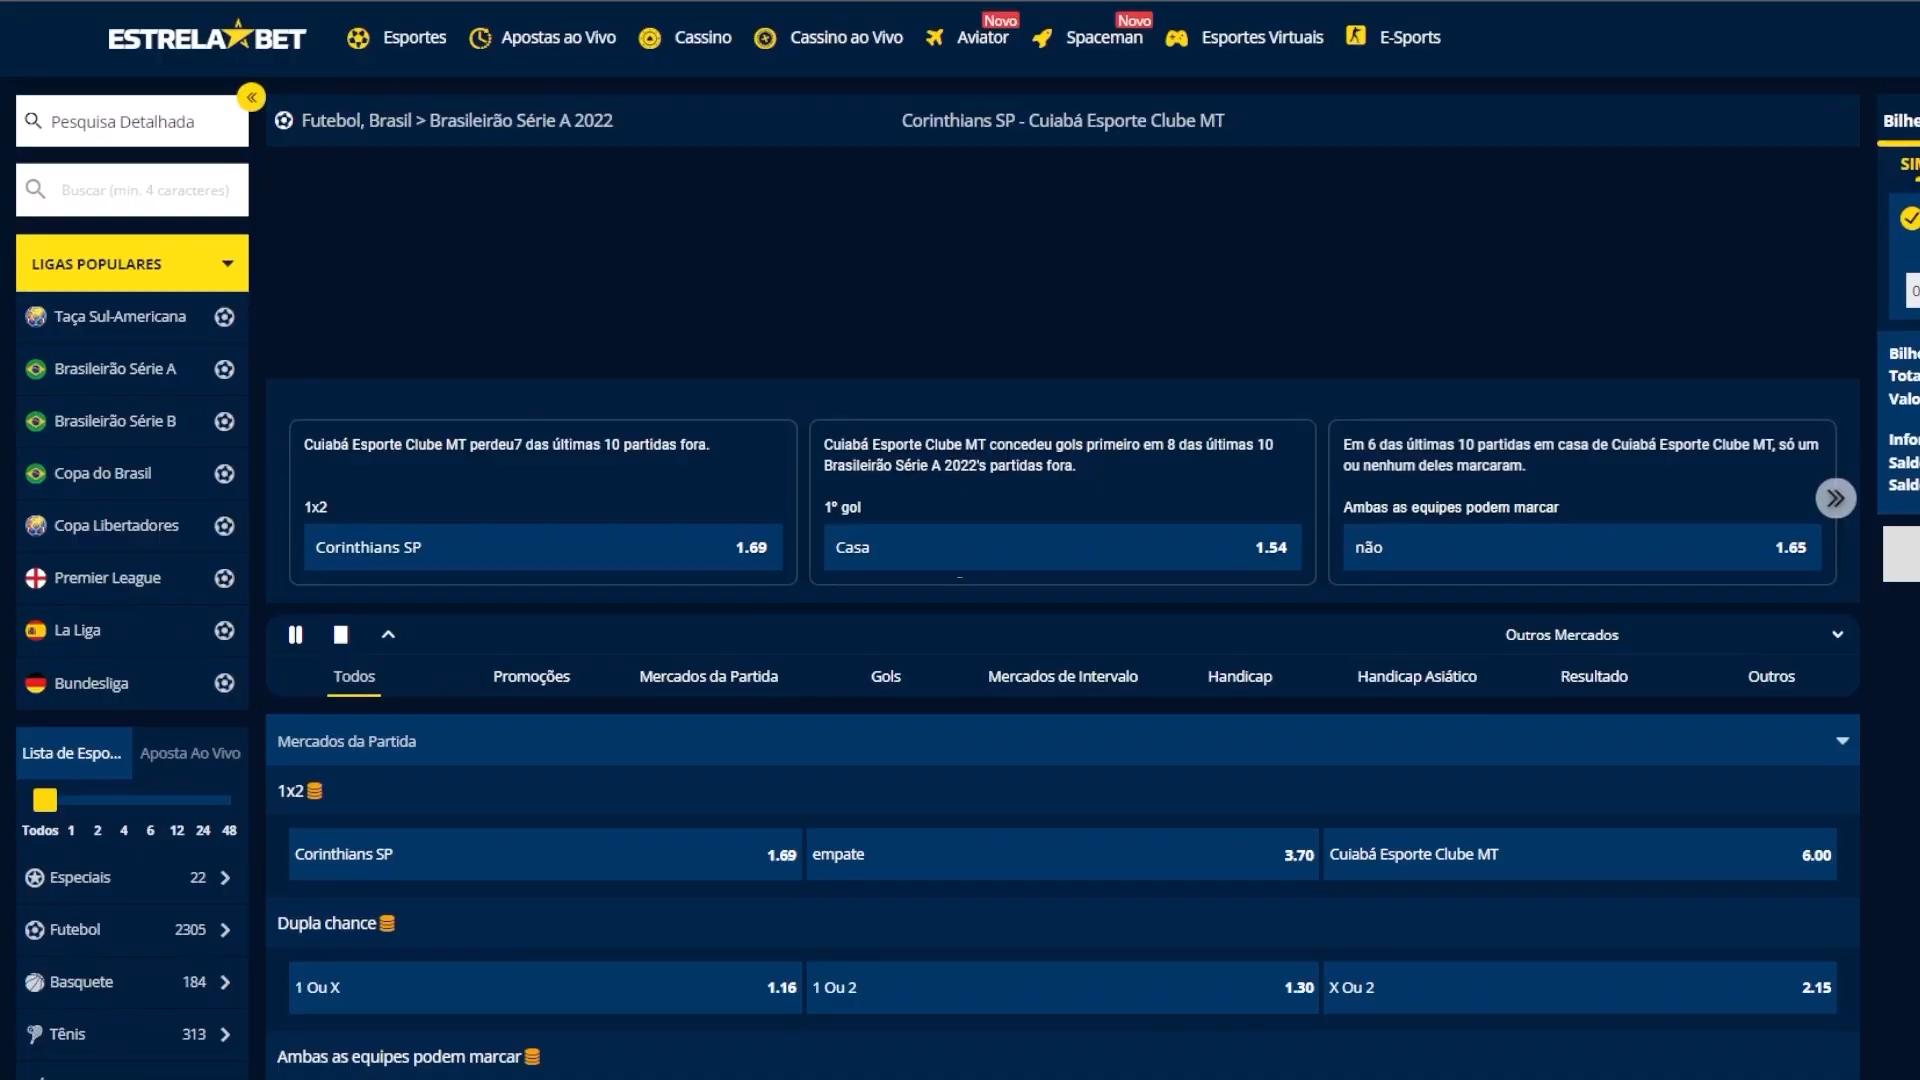 ESTRELABET
Esportes
Apostas ao Vivo
Cassino
Cassino ao Vivo
Novo
Aviator
Novo
Spaceman
Esportes Virtuais
E-Sports
Pesquisa Detalhada
Buscar (min. 4 caracteres)
LIGAS POPULARES
Taça Sul-Americana
Brasileirão Série A
Brasileirão Série B
Copa do Brasil
Copa Libertadores
Premier League
La Liga
Bundesliga
Lista de Espo...
Aposta Ao Vivo
Todos 1 2 4 6 12 24 48
Especiais 22
Futebol 2305
Basquete 184
Tênis 313
Futebol, Brasil > Brasileirão Série A 2022
Corinthians SP - Cuiabá Esporte Clube MT
Cuiabá Esporte Clube MT perdeu7 das últimas 10 partidas fora.
1x2
Corinthians SP 1.69
Cuiabá Esporte Clube MT concedeu gols primeiro em 8 das últimas 10
Brasileirão Série A 2022's partidas fora.
1º gol
Casa 1.54
Em 6 das últimas 10 partidas em casa de Cuiabá Esporte Clube MT, só um
ou nenhum deles marcaram.
Ambas as equipes podem marcar
não 1.65
Outros Mercados
Todos
Promoções
Mercados da Partida
Gols
Mercados de Intervalo
Handicap
Handicap Asiático
Resultado
Outros
Mercados da Partida
1x2
Corinthians SP 1.69
empate 3.70
Cuiabá Esporte Clube MT 6.00
Dupla chance
1 Ou X 1.16
1 Ou 2 1.30
X Ou 2 2.15
Ambas as equipes podem marcar
Bilhe
SI
0
Bilhe
Tota
Valo
Info
Sald
Sald